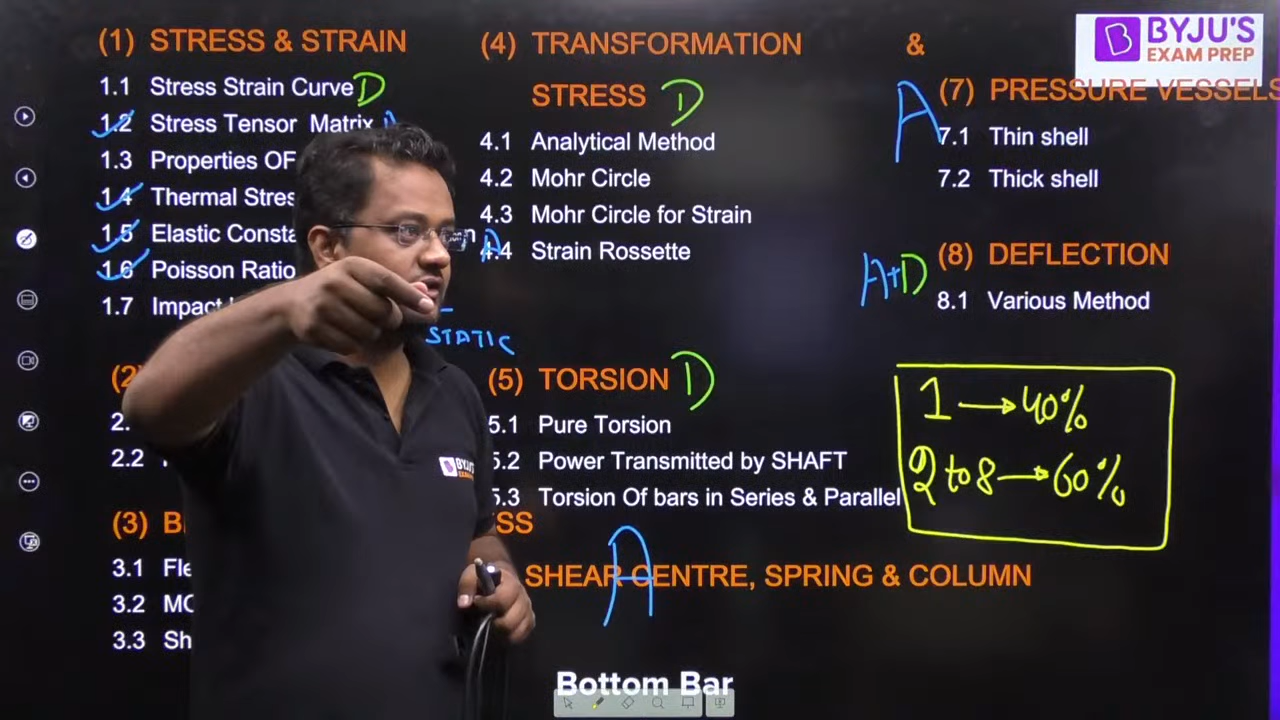 (1) STRESS & STRAIN
1.1 Stress Strain Curve D
1.2 Stress Tensor Matrix A
1.3 Properties OF
1.4 Thermal Stres
1.5 Elastic Consta n A
1.6 Poisson Ratio
1.7 Impact
STATIC
(2)
2.
2.2
(3) B SS
3.1 Fle
3.2 MO
3.3 Sh
(4) TRANSFORMATION &
STRESS D
4.1 Analytical Method
4.2 Mohr Circle
4.3 Mohr Circle for Strain
4.4 Strain Rossette
(5) TORSION D
5.1 Pure Torsion
5.2 Power Transmitted by SHAFT
5.3 Torsion Of bars in Series & Parallel
SHEAR CENTRE, SPRING & COLUMN
A
BYJU'S
EXAM PREP
A (7) PRESSURE VESSELS
7.1 Thin shell
7.2 Thick shell
A+D (8) DEFLECTION
8.1 Various Method
1 → 40%
2 to 8 → 60%
BYJU'S
Bottom Bar